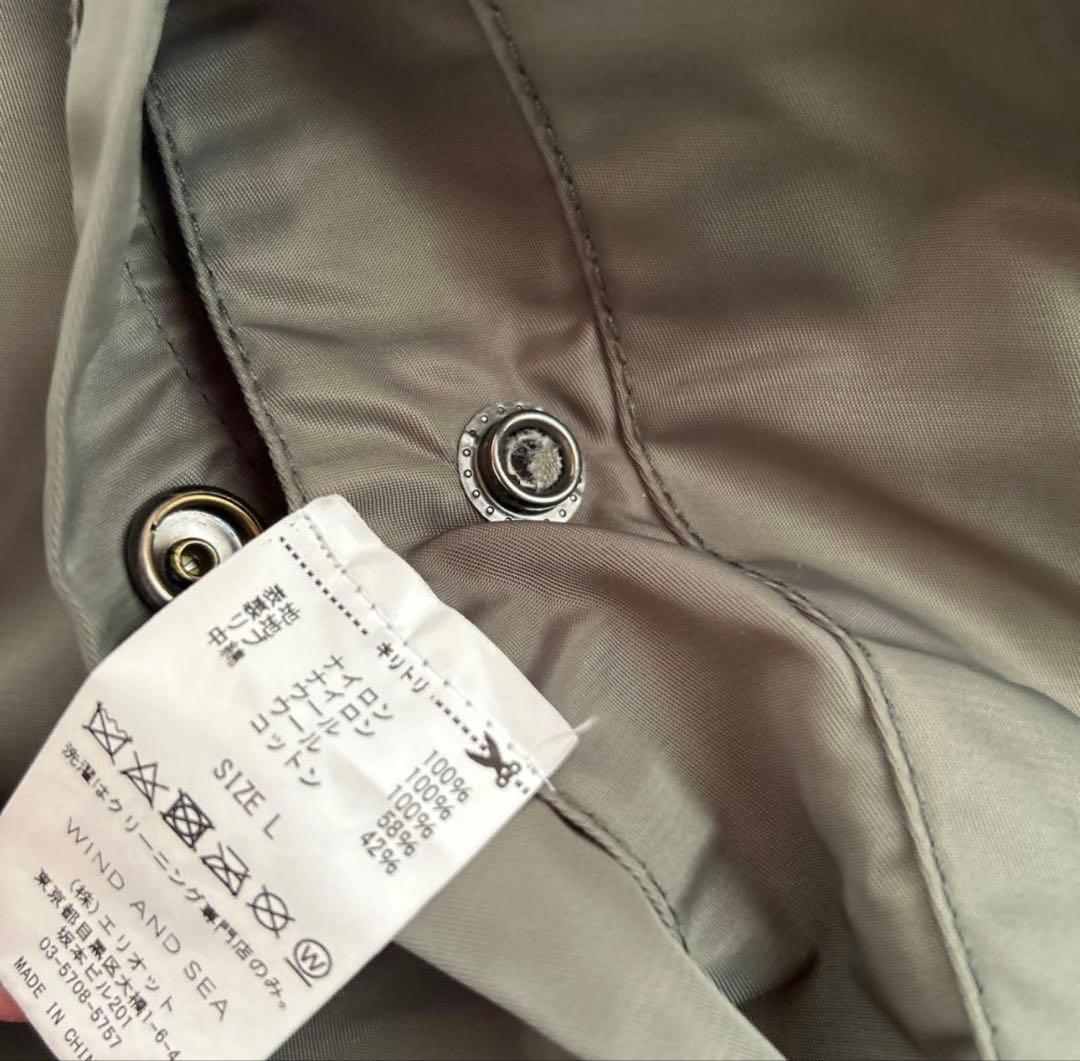 キリトリ
表地 ナイロン 100%
裏地 ナイロン 100%
リブ ウール 100%
中綿 ウール 58%
コットン 42%
SIZE L
W
洗濯はクリーニング専門店のみ。
WIND AND SEA
(株)エリオット
東京都目黒区大橋1-6-4
坂本ビル201
03-5708-5757
MADE IN CHIN